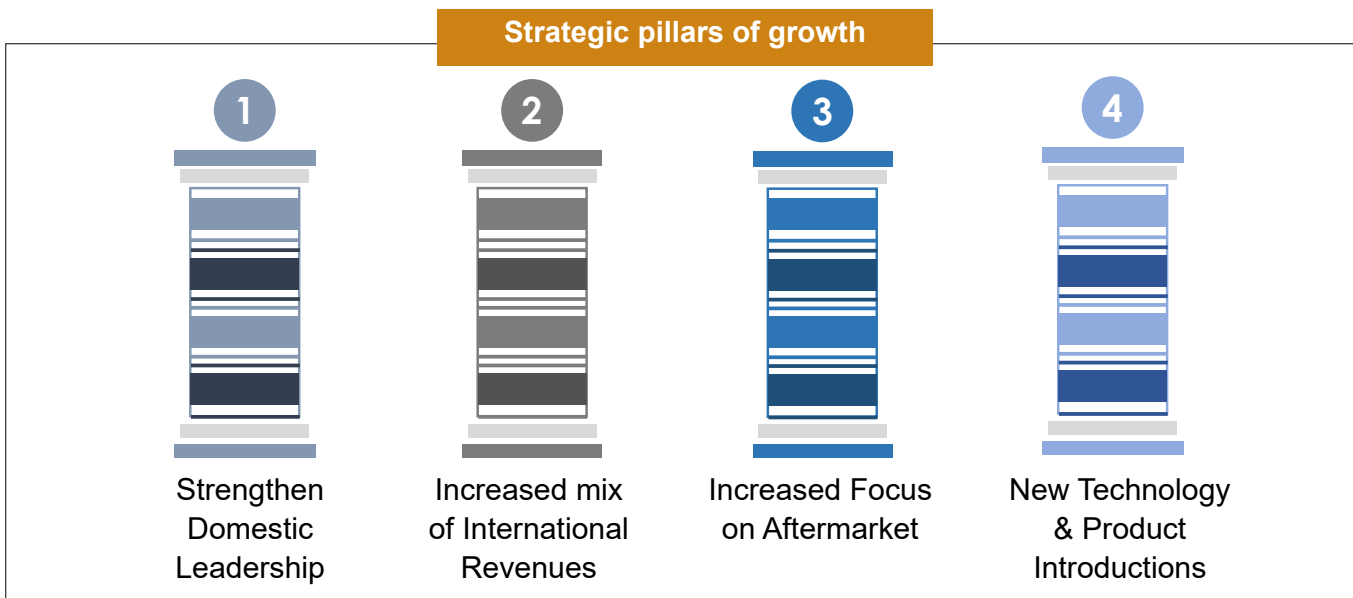 Strategic pillars of growth
1
2
3
4
Strengthen
Domestic
Leadership
Increased mix
of International
Revenues
Increased Focus
on Aftermarket
New Technology
& Product
Introductions